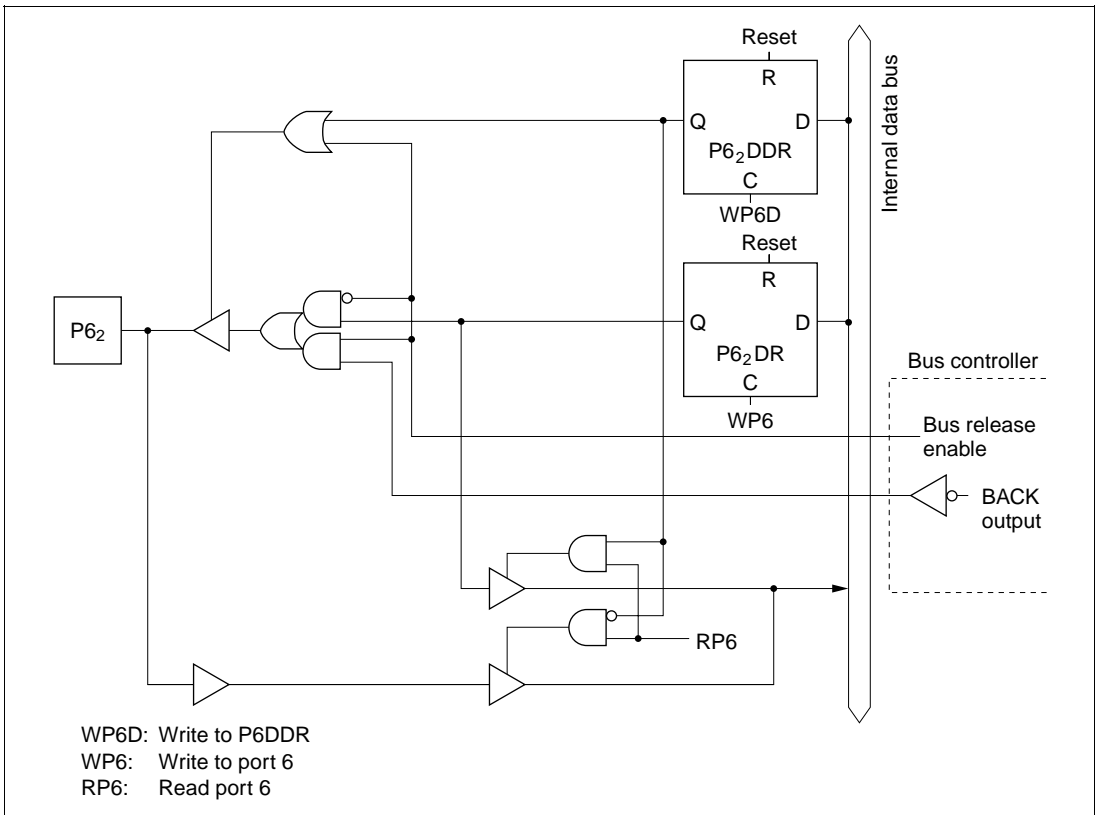 Reset
R
Q
D
P6₂DDR
C
WP6D
Internal data bus
Reset
R
P6₂
Q
D
P6₂DR
C
WP6
Bus controller
Bus release
enable
BACK
output
RP6
WP6D: Write to P6DDR
WP6: Write to port 6
RP6: Read port 6